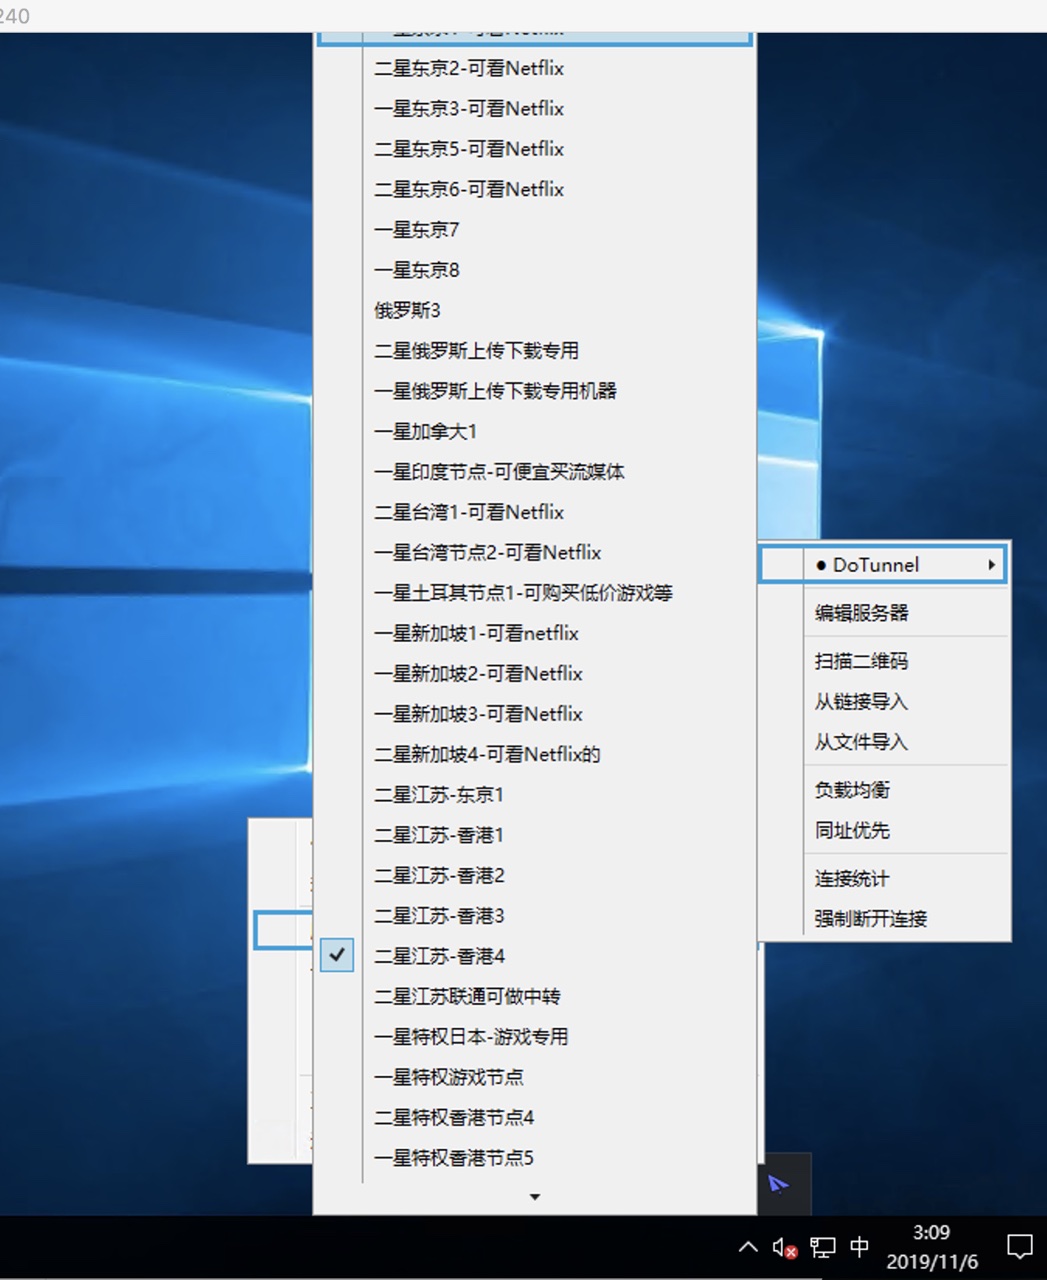 240
二星东京2-可看Netflix
一星东京3-可看Netflix
二星东京5-可看Netflix
二星东京6-可看Netflix
一星东京7
一星东京8
俄罗斯3
二星俄罗斯上传下载专用
一星俄罗斯上传下载专用机器
一星加拿大1
一星印度节点-可便宜买流媒体
二星台湾1-可看Netflix
一星台湾节点2-可看Netflix
一星土耳其节点1-可购买低价游戏等
一星新加坡1-可看netflix
一星新加坡2-可看Netflix
一星新加坡3-可看Netflix
二星新加坡4-可看Netflix的
二星江苏-东京1
二星江苏-香港1
二星江苏-香港2
二星江苏-香港3
二星江苏-香港4
二星江苏联通可做中转
一星特权日本-游戏专用
一星特权游戏节点
二星特权香港节点4
一星特权香港节点5
DoTunnel
编辑服务器
扫描二维码
从链接导入
从文件导入
负载均衡
同址优先
连接统计
强制断开连接
中
3:09
2019/11/6